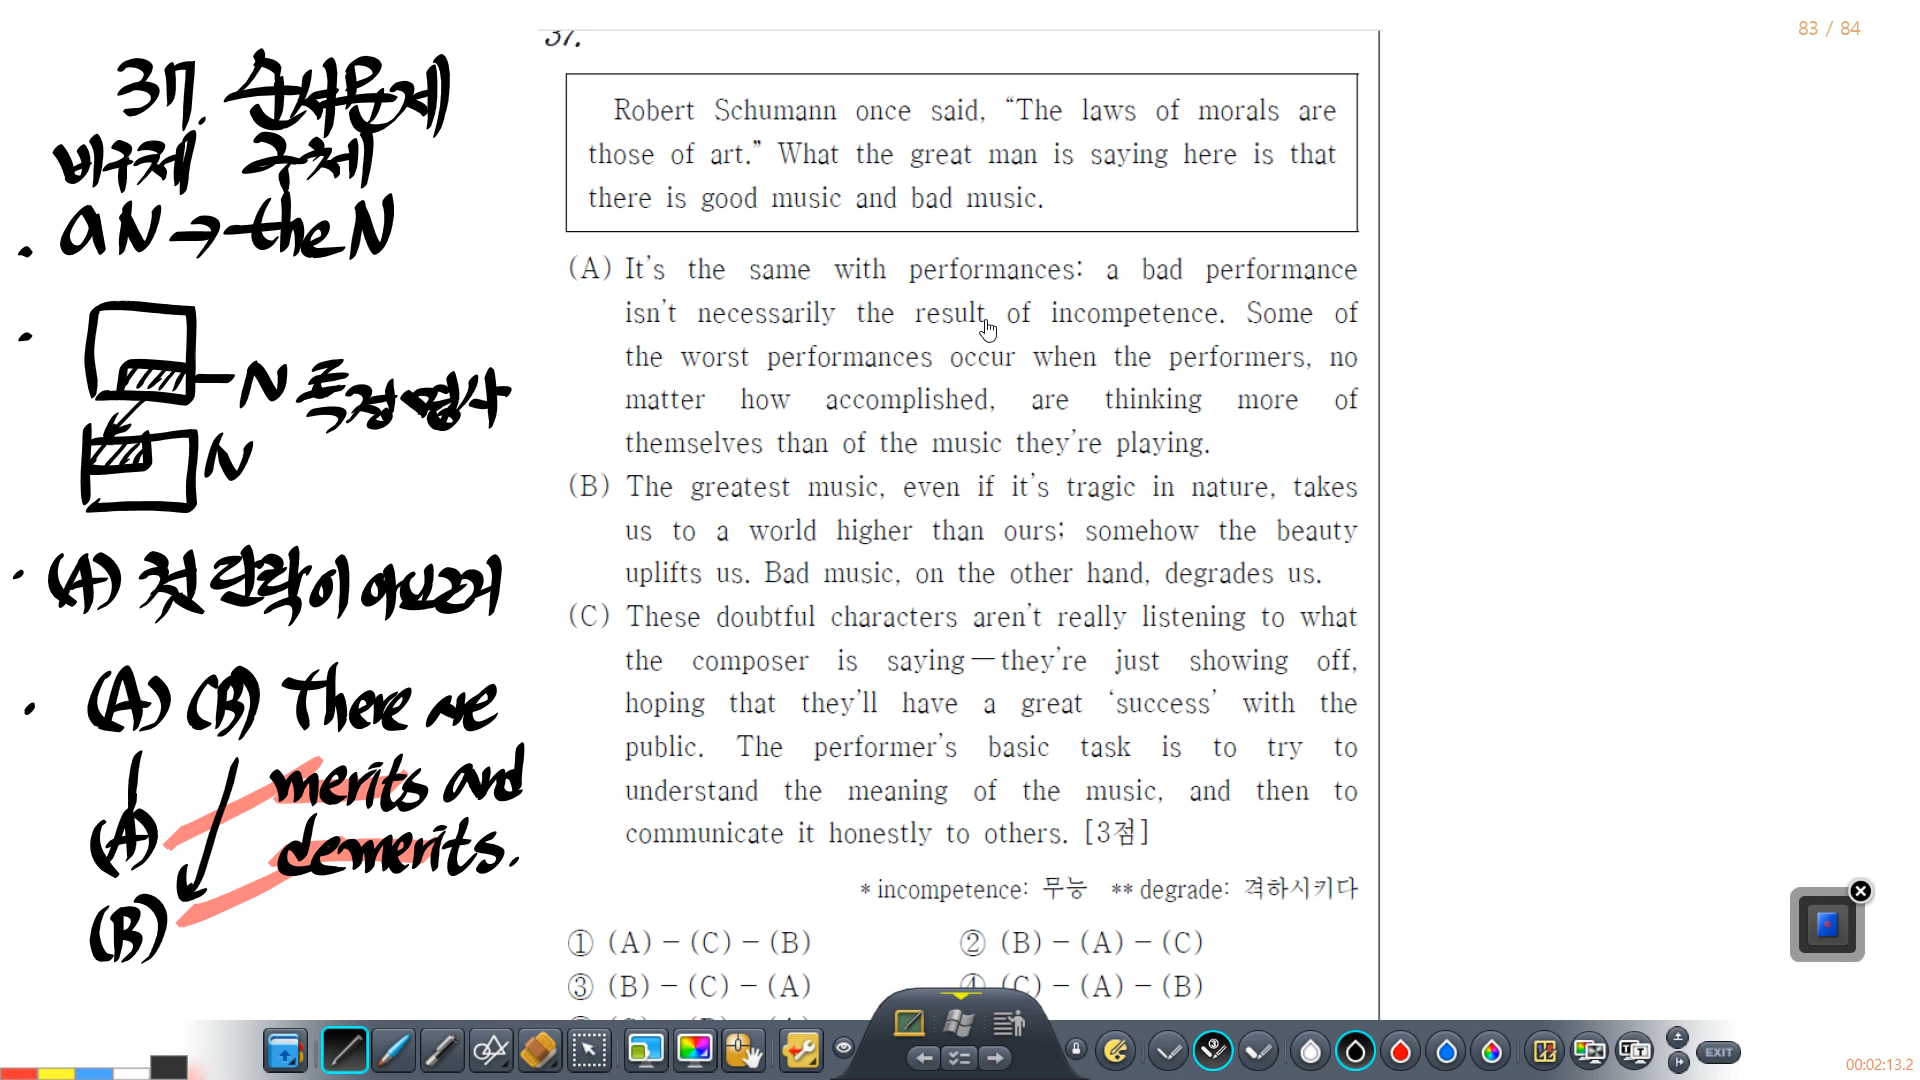 83 / 84
37. 순서문제
비구체 구체
a N → the N
N 특정명사
N
(A) 첫 단락이 아닌거
(A) (B) There are
merits and
(A)
demerits.
(B)
37.
Robert Schumann once said, “The laws of morals are
those of art.” What the great man is saying here is that
there is good music and bad music.
(A) It’s the same with performances: a bad performance
isn’t necessarily the result of incompetence. Some of
the worst performances occur when the performers, no
matter how accomplished, are thinking more of
themselves than of the music they’re playing.
(B) The greatest music, even if it’s tragic in nature, takes
us to a world higher than ours; somehow the beauty
uplifts us. Bad music, on the other hand, degrades us.
(C) These doubtful characters aren’t really listening to what
the composer is saying — they’re just showing off,
hoping that they’ll have a great ‘success’ with the
public. The performer’s basic task is to try to
understand the meaning of the music, and then to
communicate it honestly to others. [3점]
* incompetence: 무능 ** degrade: 격하시키다
① (A) − (C) − (B) ② (B) − (A) − (C)
③ (B) − (C) − (A) ④ (C) − (A) − (B)
EXIT
00:02:13.2